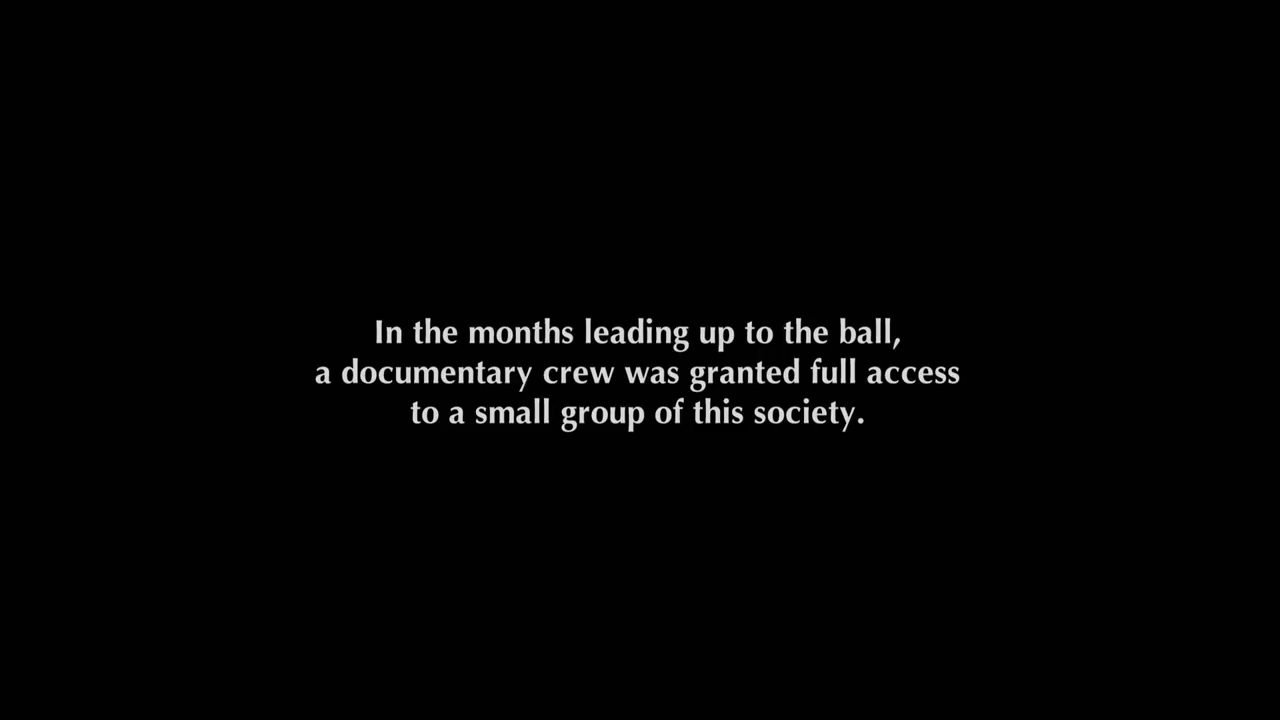 In the months leading up to the ball,
a documentary crew was granted full access
to a small group of this society.